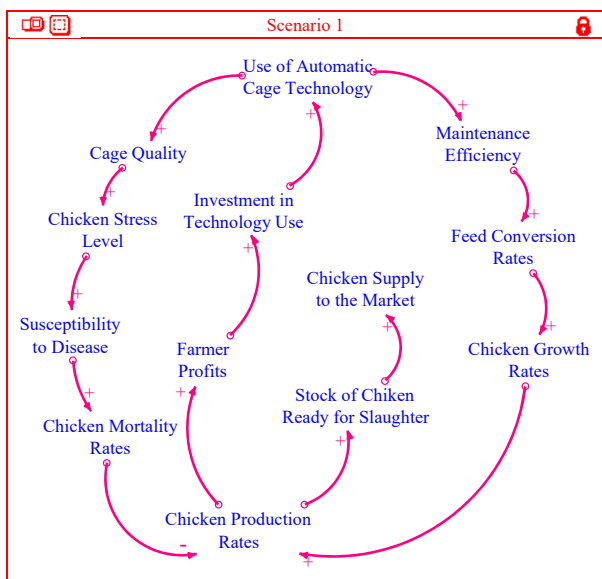 Scenario 1
Use of Automatic
Cage Technology
+
+
+
Cage Quality
Maintenance
Efficiency
+
Investment in
Technology Use
Chicken Stress
Level
+
+
Feed Conversion
Rates
Chicken Supply
to the Market
+
Susceptibility
to Disease
+
+
Farmer
Profits
Chicken Growth
Rates
+
+
Stock of Chiken
Ready for Slaughter
Chicken Mortality
Rates
+
Chicken Production
Rates
-
+